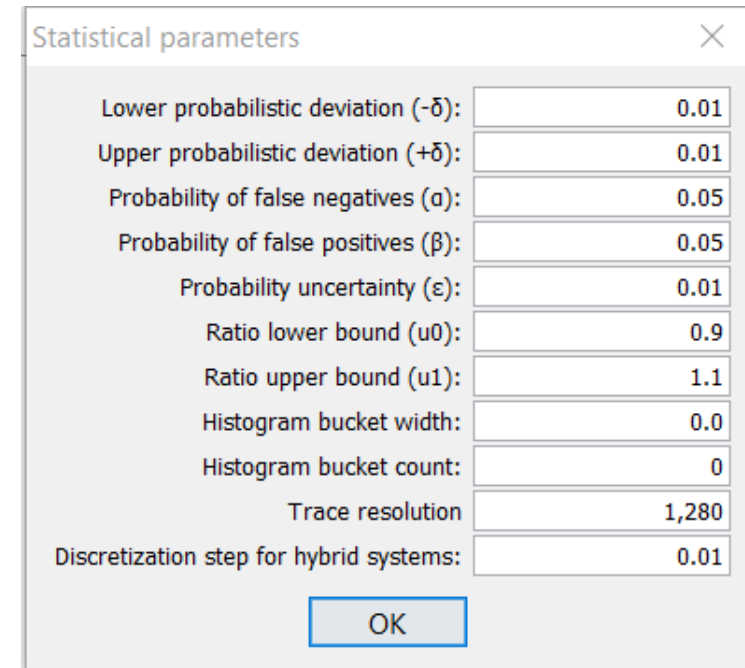 Statistical parameters
Lower probabilistic deviation (-δ): 0.01
Upper probabilistic deviation (+δ): 0.01
Probability of false negatives (α): 0.05
Probability of false positives (β): 0.05
Probability uncertainty (ε): 0.01
Ratio lower bound (u0): 0.9
Ratio upper bound (u1): 1.1
Histogram bucket width: 0.0
Histogram bucket count: 0
Trace resolution 1,280
Discretization step for hybrid systems: 0.01
OK